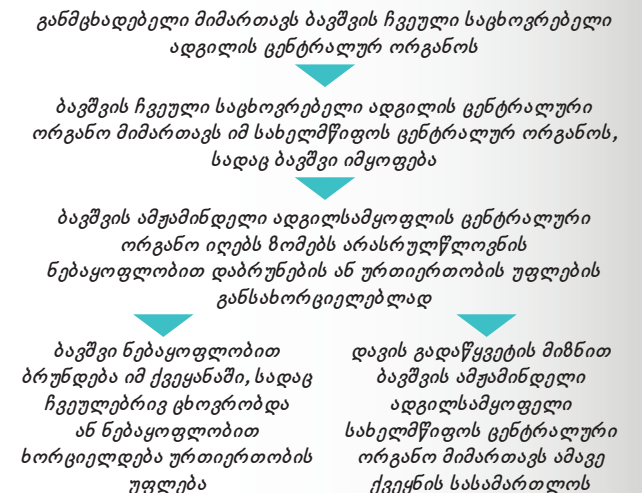 განმცხადებელი მიმართავს ბავშვის ჩვეული საცხოვრებელი
ადგილის ცენტრალურ ორგანოს
ბავშვის ჩვეული საცხოვრებელი ადგილის ცენტრალური
ორგანო მიმართავს იმ სახელმწიფოს ცენტრალურ ორგანოს,
სადაც ბავშვი იმყოფება
ბავშვის ამჟამინდელი ადგილსამყოფლის ცენტრალური
ორგანო იღებს ზომებს არასრულწლოვნის
ნებაყოფლობით დაბრუნების ან ურთიერთობის უფლების
განსახორციელებლად
ბავშვი ნებაყოფლობით
ბრუნდება იმ ქვეყანაში, სადაც
ჩვეულებრივ ცხოვრობდა
ან ნებაყოფლობით
ხორციელდება ურთიერთობის
უფლება
დავის გადაწყვეტის მიზნით
ბავშვის ამჟამინდელი
ადგილსამყოფელი
სახელმწიფოს ცენტრალური
ორგანო მიმართავს ამავე
ქვეყნის სასამართლოს